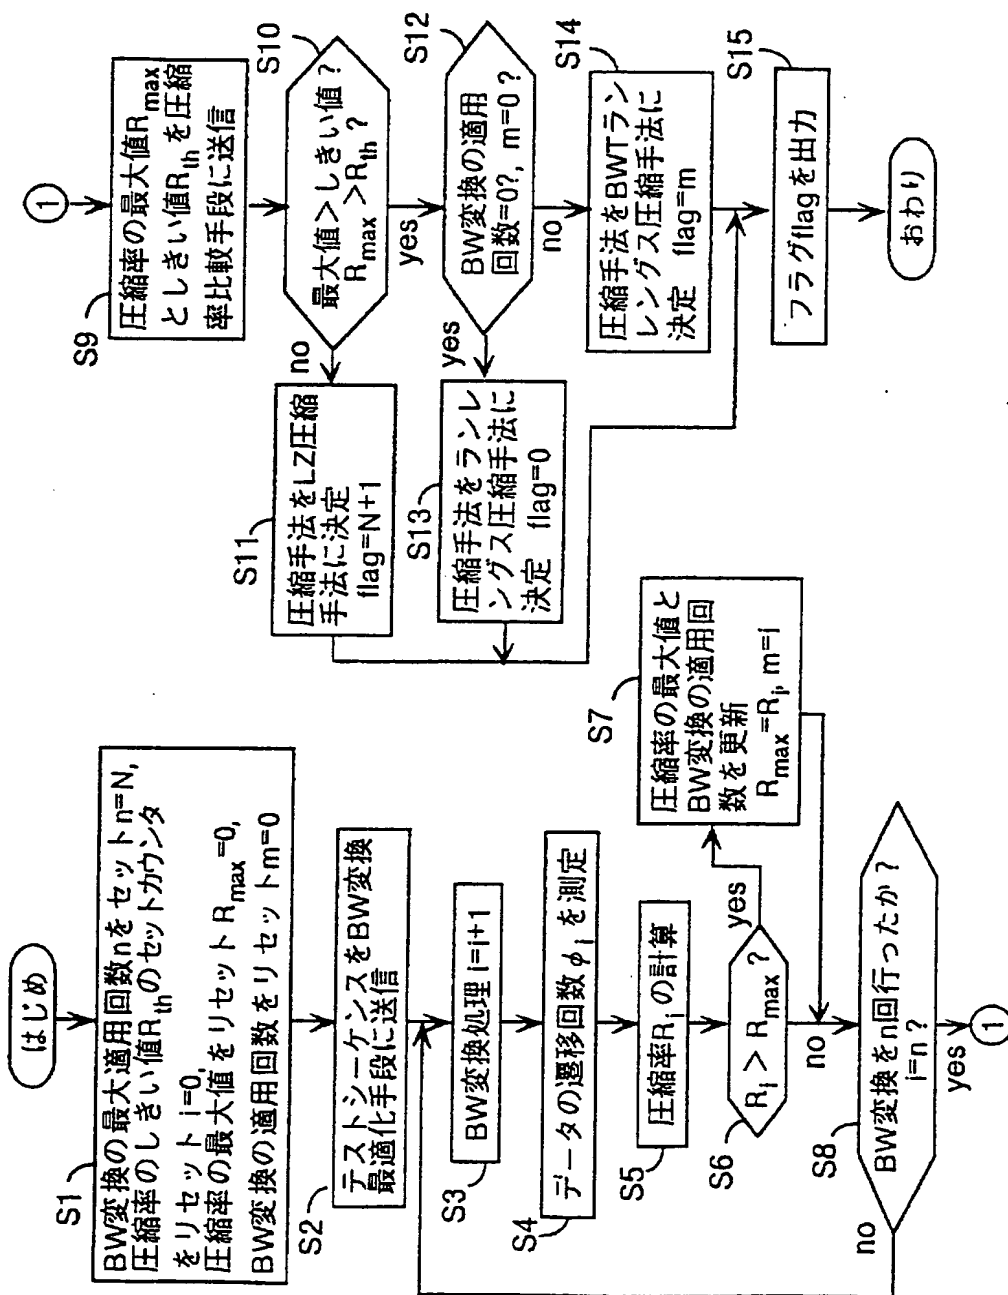 はじめ
S1
BW変換の最大適用回数nをセットn=N,
圧縮率のしきい値Rthのセットカウンタ
をリセット i=0,
圧縮率の最大値をリセットRmax=0,
BW変換の適用回数をリセットm=0
S2
テストシーケンスをBW変換
最適化手段に送信
S3
BW変換処理 i=i+1
S4
データの遷移回数φiを測定
S5
圧縮率Riの計算
S6
Ri > Rmax?
yes
no
S7
圧縮率の最大値と
BW変換の適用回
数を更新
Rmax=Ri, m=i
S8
BW変換をn回行ったか?
i=n?
no
yes
1
1
S9
圧縮率の最大値Rmax
としきい値Rthを圧縮
率比較手段に送信
S10
最大値>しきい値?
Rmax>Rth?
no
yes
S11
圧縮手法をLZ圧縮
手法に決定
flag=N+1
S12
BW変換の適用
回数=0?, m=0?
yes
no
S13
圧縮手法をランレ
ングス圧縮手法に
決定 flag=0
S14
圧縮手法をBWTラン
レングス圧縮手法に
決定 flag=m
S15
フラグflagを出力
おわり